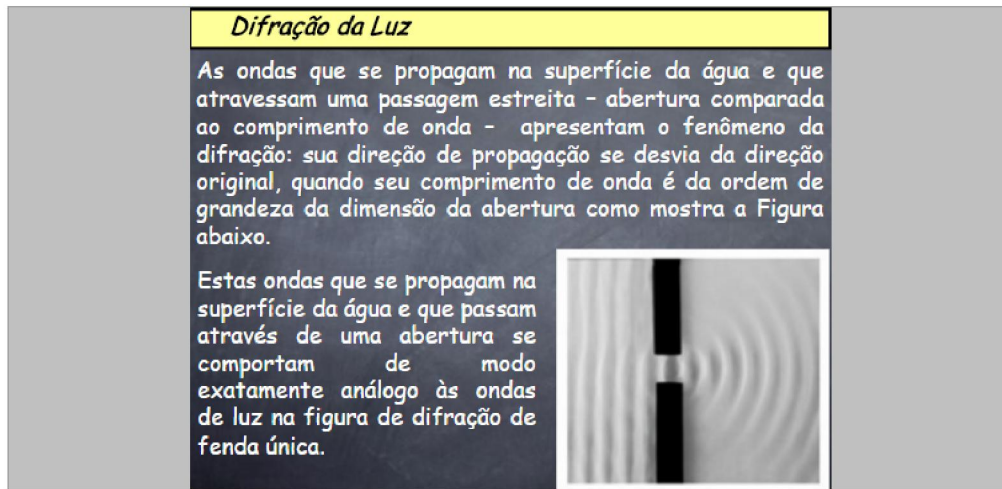 Difração da Luz
As ondas que se propagam na superfície da água e que
atravessam uma passagem estreita – abertura comparada
ao comprimento de onda – apresentam o fenômeno da
difração: sua direção de propagação se desvia da direção
original, quando seu comprimento de onda é da ordem de
grandeza da dimensão da abertura como mostra a Figura
abaixo.
Estas ondas que se propagam na
superfície da água e que passam
através de uma abertura se
comportam de modo
exatamente análogo às ondas
de luz na figura de difração de
fenda única.